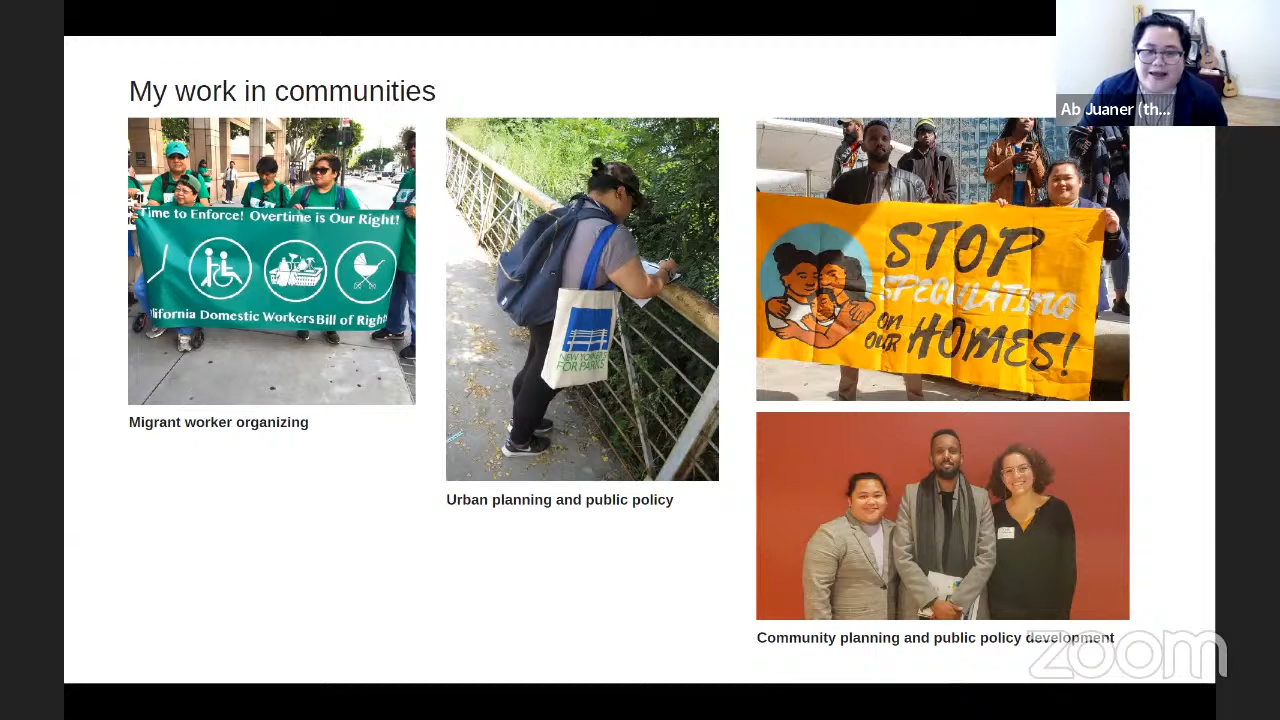 My work in communities
Ab Juaner (th...
Time to Enforce! Overtime is Our Right!
lifornia Domestic Workers Bill of Right
Migrant worker organizing
NEW YORKERS
FOR PARKS
Urban planning and public policy
STOP
SPECULATING
ON
OUR HOMES!
Community planning and public policy development
zoom